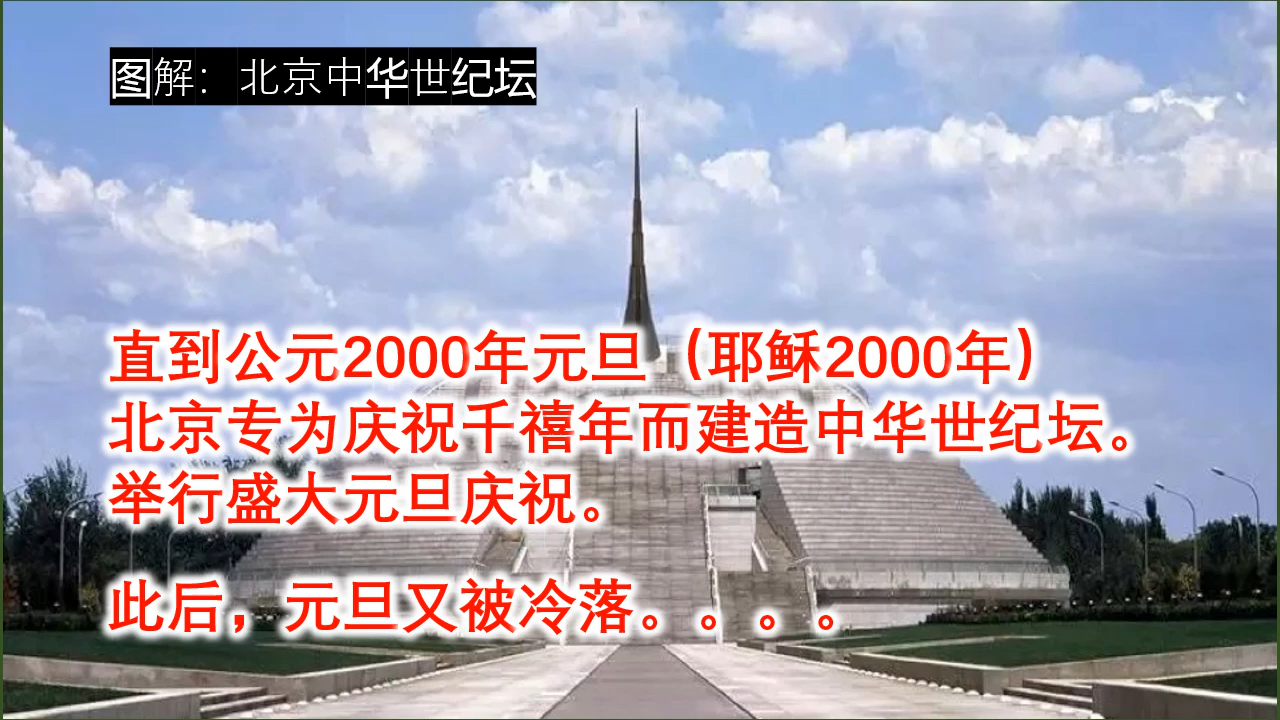 图解：北京中华世纪坛
直到公元2000年元旦（耶稣2000年）
北京专为庆祝千禧年而建造中华世纪坛。
举行盛大元旦庆祝。
此后，元旦又被冷落。。。。